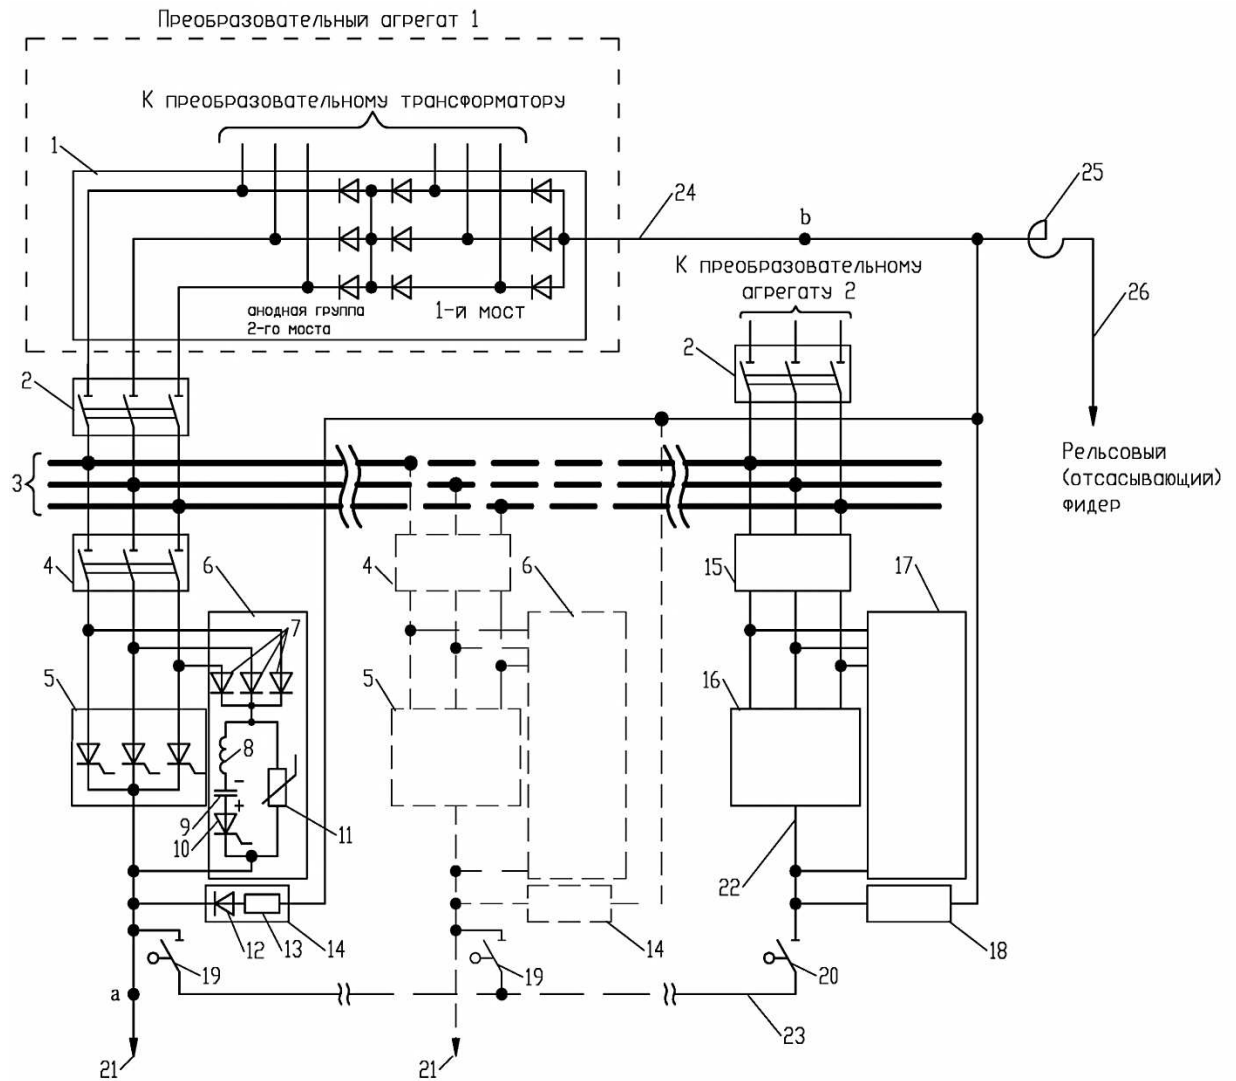 Преобразовательный агрегат 1
К преобразовательному трансформатору
1
анодная группа
2-го моста
1-й мост
24
b
25
К преобразовательному
агрегату 2
26
2
2
Рельсовый
(отсасывающий)
фидер
3
4
6
4
6
15
17
7
5
5
16
8
9
10
11
-
+
22
12
13
14
14
18
19
19
20
a
23
21
21